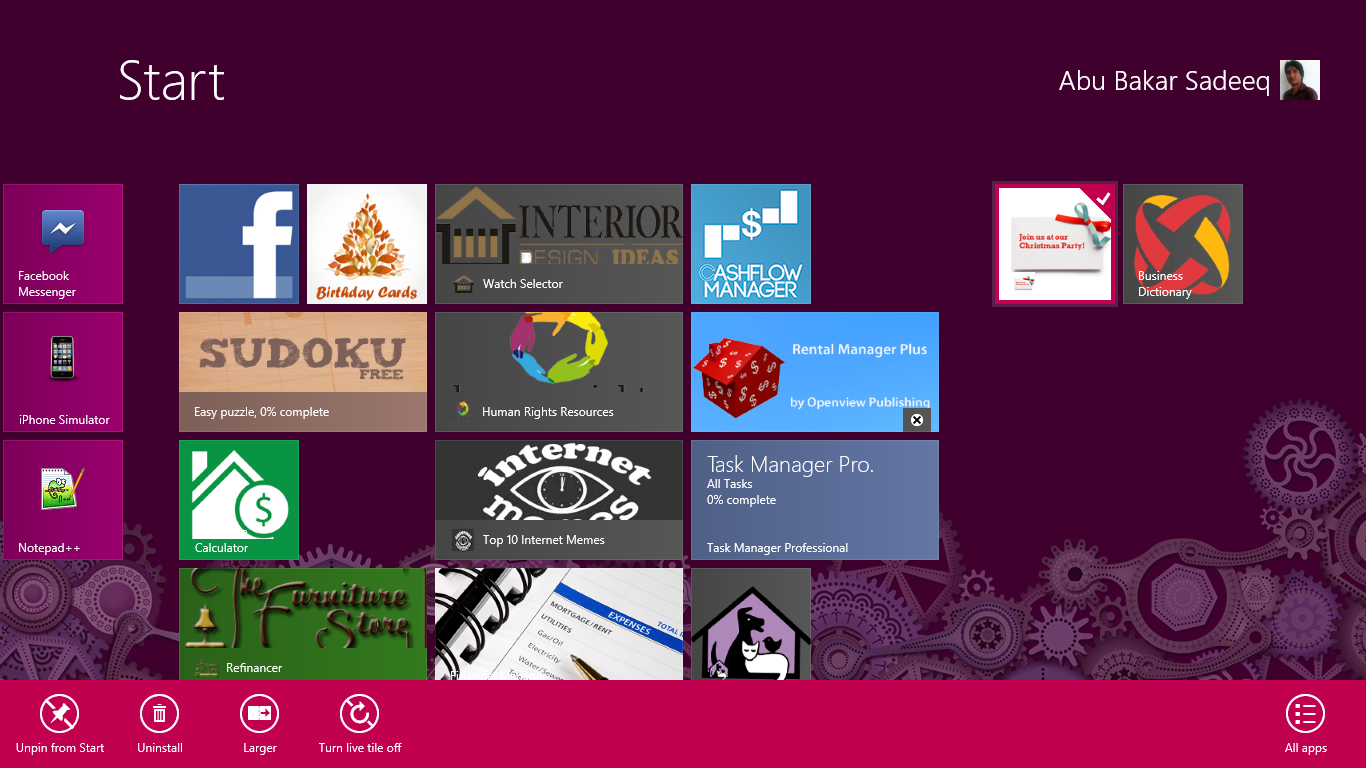 Start
Abu Bakar Sadeeq
Facebook
Messenger
iPhone Simulator
Notepad++
f
Birthday Cards
INTERIOR
DESIGN IDEAS
Watch Selector
$
CASHFLOW
MANAGER
SUDOKU
FREE
Easy puzzle, 0% complete
Human Rights Resources
Rental Manager Plus
by Openview Publishing
$
Calculator
internet
memes
Top 10 Internet Memes
Task Manager Pro.
All Tasks
0% complete
Task Manager Professional
The
Furniture
Store
Refinancer
EXPENSES
MORTGAGE/RENT
UTILITIES
Gas/Oil
Electricity
Join us at our
Christmas Party!
Business
Dictionary
Unpin from Start
Uninstall
Larger
Turn live tile off
All apps